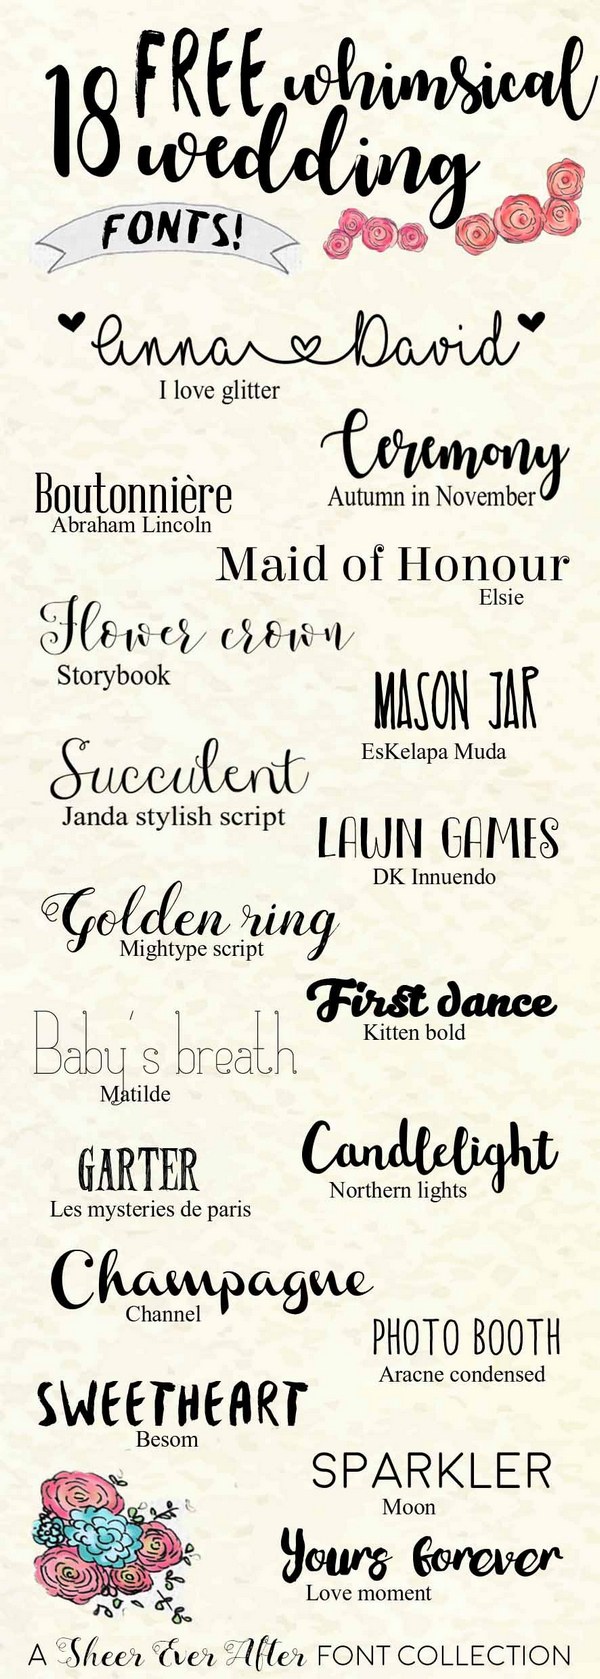 18 FREE whimsical
wedding
FONTS!
Anna David
I love glitter
Ceremony
Autumn in November
Boutonnière
Abraham Lincoln
Maid of Honour
Elsie
Flower crown
Storybook
MASON JAR
EsKelapa Muda
Succulent
Janda stylish script
LAWN GAMES
DK Innuendo
Golden ring
Mightype script
First dance
Kitten bold
Baby's breath
Matilde
Candlelight
Northern lights
GARTER
Les mysteries de paris
Champagne
Channel
PHOTO BOOTH
Aracne condensed
SWEETHEART
Besom
SPARKLER
Moon
Yours forever
Love moment
A Sheer Ever After FONT COLLECTION